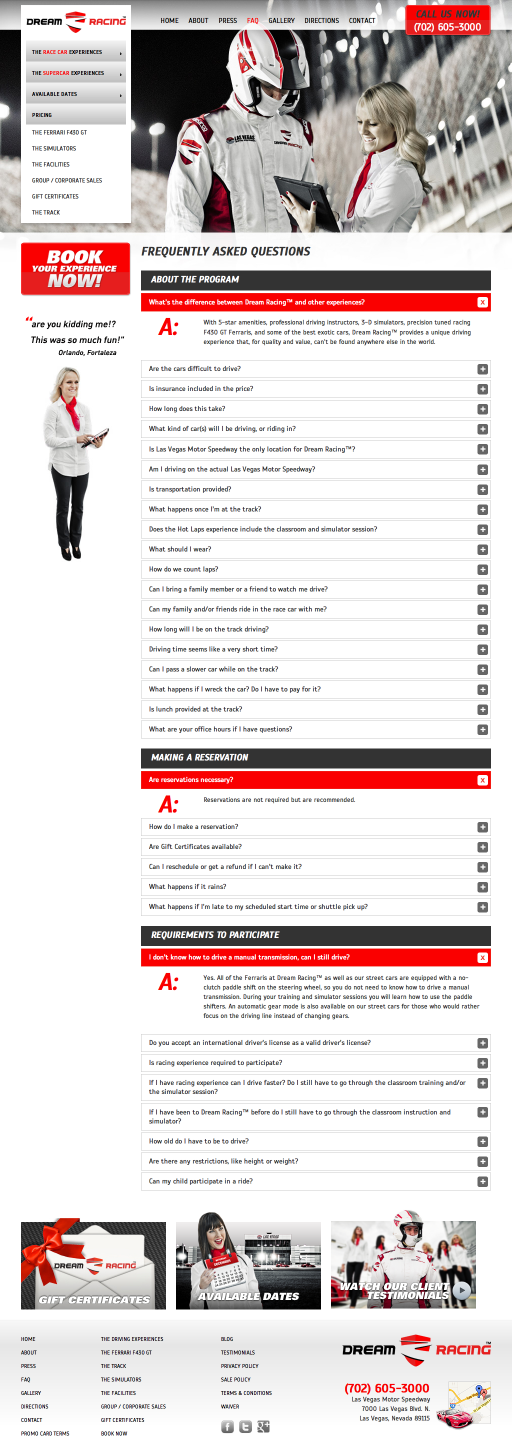 DREAM RACING™
HOME ABOUT PRESS FAQ GALLERY DIRECTIONS CONTACT
CALL US NOW!
(702) 605-3000
THE RACE CAR EXPERIENCES
THE SUPERCAR EXPERIENCES
AVAILABLE DATES
PRICING
THE FERRARI F430 GT
THE SIMULATORS
THE FACILITIES
GROUP / CORPORATE SALES
GIFT CERTIFICATES
THE TRACK
LAS VEGAS
DREAM RACING
BOOK
YOUR EXPERIENCE
NOW!
“are you kidding me!?
This was so much fun!”
Orlando, Fortaleza
FREQUENTLY ASKED QUESTIONS
ABOUT THE PROGRAM
What's the difference between Dream Racing™ and other experiences? X
A: With 5-star amenities, professional driving instructors, 3-D simulators, precision tuned racing
F430 GT Ferraris, and some of the best exotic cars, Dream Racing™ provides a unique driving
experience that, for quality and value, can't be found anywhere else in the world.
Are the cars difficult to drive?
Is insurance included in the price?
How long does this take?
What kind of car(s) will I be driving, or riding in?
Is Las Vegas Motor Speedway the only location for Dream Racing™?
Am I driving on the actual Las Vegas Motor Speedway?
Is transportation provided?
What happens once I'm at the track?
Does the Hot Laps experience include the classroom and simulator session?
What should I wear?
How do we count laps?
Can I bring a family member or a friend to watch me drive?
Can my family and/or friends ride in the race car with me?
How long will I be on the track driving?
Driving time seems like a very short time?
Can I pass a slower car while on the track?
What happens if I wreck the car? Do I have to pay for it?
Is lunch provided at the track?
What are your office hours if I have questions?
MAKING A RESERVATION
Are reservations necessary? X
A: Reservations are not required but are recommended.
How do I make a reservation?
Are Gift Certificates available?
Can I reschedule or get a refund if I can't make it?
What happens if it rains?
What happens if I'm late to my scheduled start time or shuttle pick up?
REQUIREMENTS TO PARTICIPATE
I don't know how to drive a manual transmission, can I still drive? X
A: Yes. All of the Ferraris at Dream Racing™ as well as our street cars are equipped with a no-
clutch paddle shift on the steering wheel, so you do not need to know how to drive a manual
transmission. During your training and simulator sessions you will learn how to use the paddle
shifters. An automatic gear mode is also available on our street cars for those who would rather
focus on the driving line instead of changing gears.
Do you accept an international driver's license as a valid driver's license?
Is racing experience required to participate?
If I have racing experience can I drive faster? Do I still have to go through the classroom training and/or
the simulator session?
If I have been to Dream Racing™ before do I still have to go through the classroom instruction and
simulator?
How old do I have to be to drive?
Are there any restrictions, like height or weight?
Can my child participate in a ride?
DREAM RACING
GIFT CERTIFICATES
AVAILABLE DATES
WATCH OUR CLIENT
TESTIMONIALS
HOME
ABOUT
PRESS
FAQ
GALLERY
DIRECTIONS
CONTACT
PROMO CARD TERMS
THE DRIVING EXPERIENCES
THE FERRARI F430 GT
THE TRACK
THE SIMULATORS
THE FACILITIES
GROUP / CORPORATE SALES
GIFT CERTIFICATES
BOOK NOW
BLOG
TESTIMONIALS
PRIVACY POLICY
SALE POLICY
TERMS & CONDITIONS
WAIVER
DREAM RACING™
(702) 605-3000
Las Vegas Motor Speedway
7000 Las Vegas Blvd. N.
Las Vegas, Nevada 89115